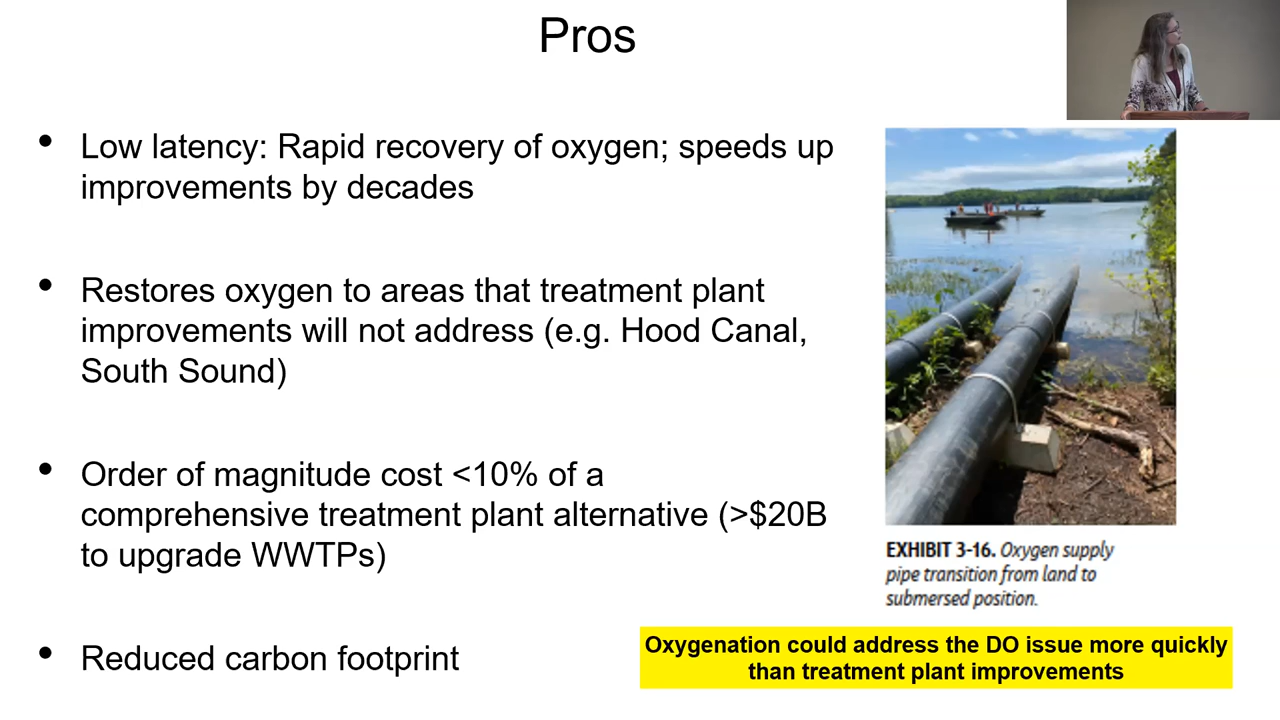 Pros
• Low latency: Rapid recovery of oxygen; speeds up
improvements by decades
• Restores oxygen to areas that treatment plant
improvements will not address (e.g. Hood Canal,
South Sound)
• Order of magnitude cost <10% of a
comprehensive treatment plant alternative (>$20B
to upgrade WWTPs)
• Reduced carbon footprint
EXHIBIT 3-16. Oxygen supply
pipe transition from land to
submersed position.
Oxygenation could address the DO issue more quickly
than treatment plant improvements